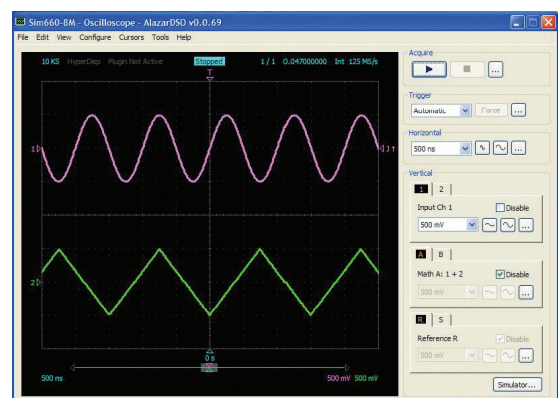 Sim660-8M - Oscilloscope - AlazarDSO v0.0.69
File Edit View Configure Cursors Tools Help
10 KS HyperDisp Plugin Not Active Stopped 1 / 1 0.047000000 Int 125 MS/s
T
1
J
2
0 s
500 ns 500 mV 500 mV
Acquire
...
Trigger
Automatic Force ...
Horizontal
500 ns ...
Vertical
1 2
Input Ch 1 Disable
500 mV ...
A B
Math A: 1 + 2 Disable
500 mV ...
R S
Reference R Disable
500 mV ...
Simulator...